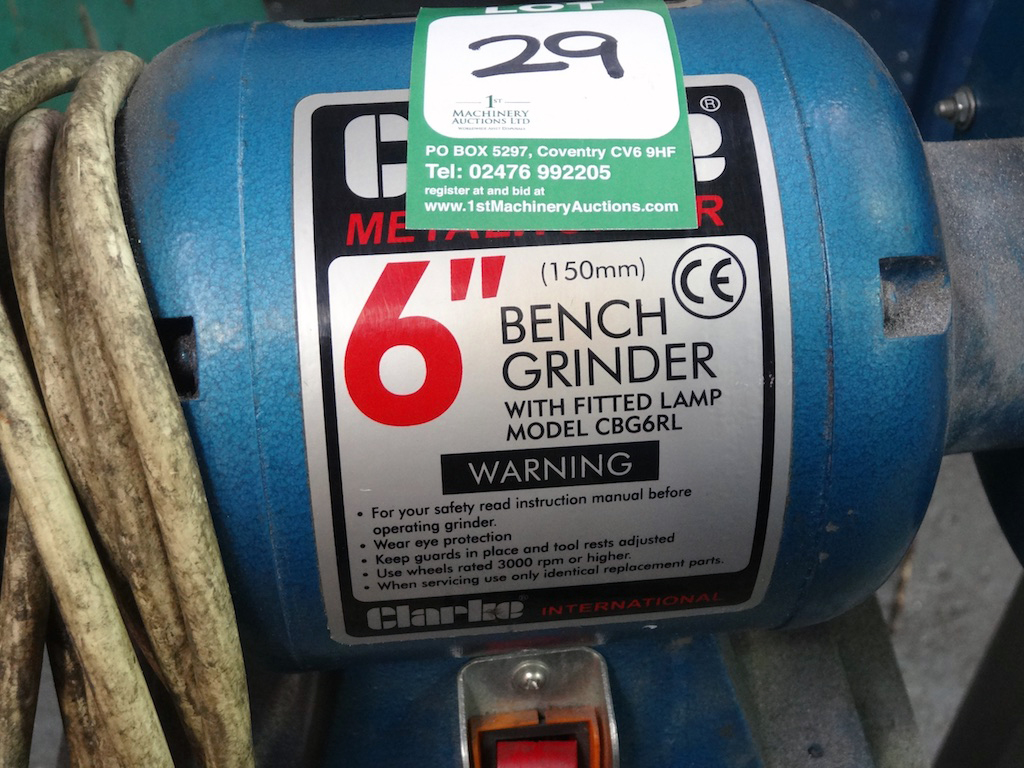 LOT
29
1ST
MACHINERY
AUCTIONS LTD
PO BOX 5297, Coventry CV6 9HF
Tel: 02476 992205
register at and bid at
www.1stMachineryAuctions.com
®
6" (150mm) CE
BENCH
GRINDER
WITH FITTED LAMP
MODEL CBG6RL
WARNING
• For your safety read instruction manual before
operating grinder.
• Wear eye protection
• Keep guards in place and tool rests adjusted
• Use wheels rated 3000 rpm or higher.
• When servicing use only identical replacement parts.
Clarke® INTERNATIONAL